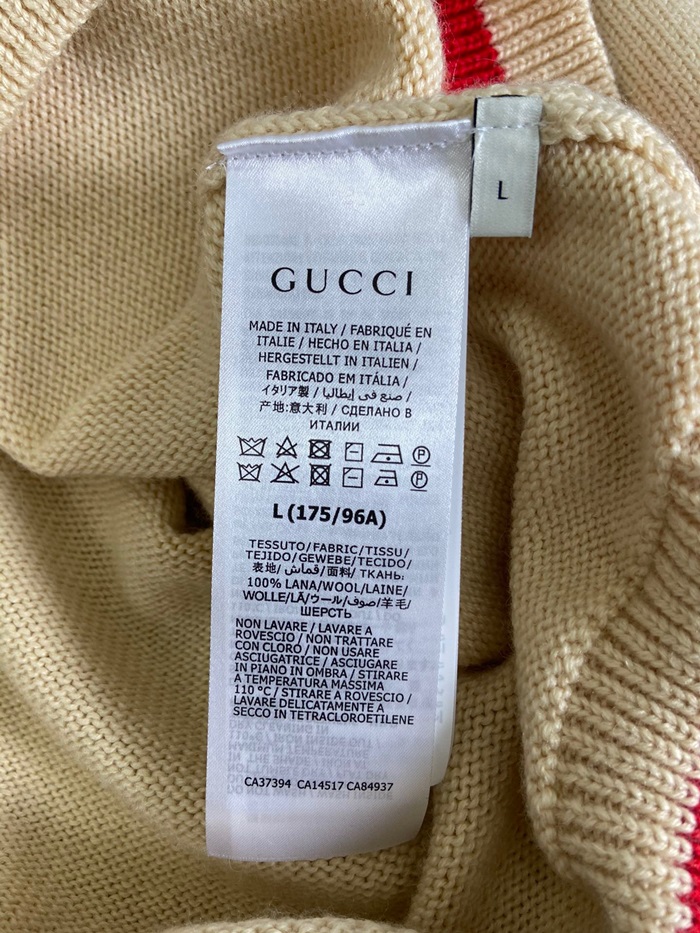 L
GUCCI
MADE IN ITALY / FABRIQUÉ EN
ITALIE / HECHO EN ITALIA /
HERGESTELLT IN ITALIEN /
FABRICADO EM ITÁLIA /
イタリア製 / صنع في إيطاليا /
产地:意大利 / СДЕЛАНО В
ИТАЛИИ
P
P
L (175/96A)
TESSUTO/FABRIC/TISSU/
TEJIDO/GEWEBE/TECIDO/
表地/قماش/面料/ТКАНЬ:
100% LANA/WOOL/LAINE/
WOLLE/LÃ/ウール/صوف/羊毛/
ШЕРСТЬ
NON LAVARE / LAVARE A
ROVESCIO / NON TRATTARE
CON CLORO / NON USARE
ASCIUGATRICE / ASCIUGARE
IN PIANO IN OMBRA / STIRARE
A TEMPERATURA MASSIMA
110 °C / STIRARE A ROVESCIO /
LAVARE DELICATAMENTE A
SECCO IN TETRACLOROETILENE
CA37394 CA14517 CA84937